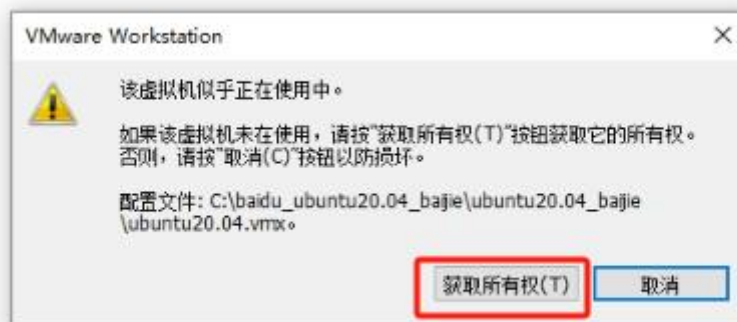 VMware Workstation
该虚拟机似乎正在使用中。
如果该虚拟机未在使用，请按"获取所有权(T)"按钮获取它的所有权。
否则，请按"取消(C)"按钮以防损坏。
配置文件: C:\baidu_ubuntu20.04_baijie\ubuntu20.04_baijie
\ubuntu20.04.vmx。
获取所有权(T)
取消